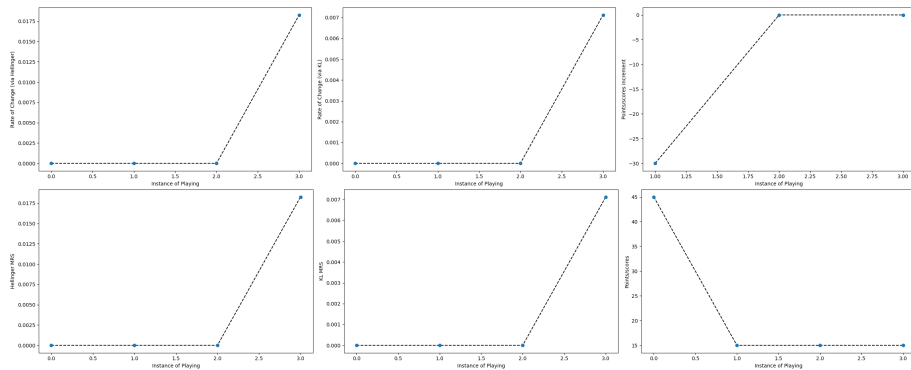 Rate of Change (via Hellinger)
0.0175
0.0150
0.0125
0.0100
0.0075
0.0050
0.0025
0.0000
0.0 0.5 1.0 1.5 2.0 2.5 3.0
Instance of Playing
Rate of Change (via KL)
0.007
0.006
0.005
0.004
0.003
0.002
0.001
0.000
0.0 0.5 1.0 1.5 2.0 2.5 3.0
Instance of Playing
Points/scores increment
0
−5
−10
−15
−20
−25
−30
1.00 1.25 1.50 1.75 2.00 2.25 2.50 2.75 3.00
Instance of Playing
Hellinger MRS
0.0175
0.0150
0.0125
0.0100
0.0075
0.0050
0.0025
0.0000
0.0 0.5 1.0 1.5 2.0 2.5 3.0
Instance of Playing
KL MRS
0.007
0.006
0.005
0.004
0.003
0.002
0.001
0.000
0.0 0.5 1.0 1.5 2.0 2.5 3.0
Instance of Playing
Points/scores
45
40
35
30
25
20
15
0.0 0.5 1.0 1.5 2.0 2.5 3.0
Instance of Playing